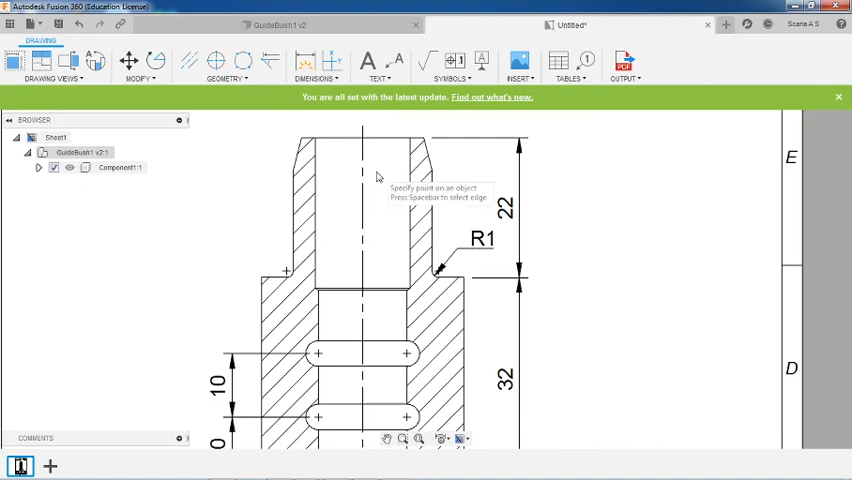 Autodesk Fusion 360 (Education License)
GuideBush1 v2
Untitled*
Scaria A S
DRAWING
DRAWING VIEWS
MODIFY
GEOMETRY
DIMENSIONS
TEXT
SYMBOLS
INSERT
TABLES
OUTPUT
You are all set with the latest update. Find out what's new.
BROWSER
Sheet1
GuideBush1 v2:1
Component1:1
Specify point on an object
Press Spacebar to select edge
22
R1
E
32
D
10
0
COMMENTS